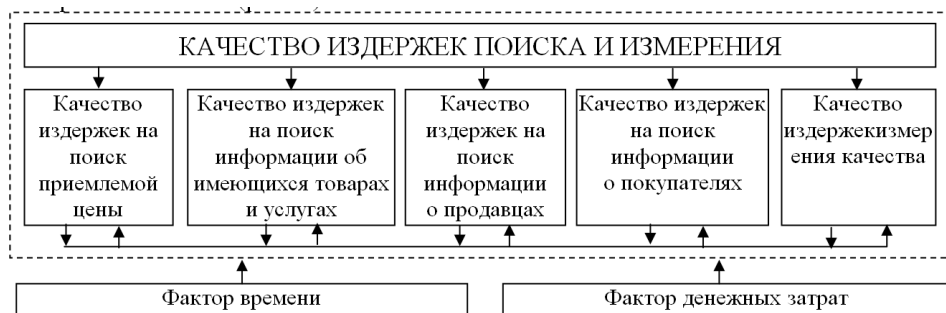 КАЧЕСТВО ИЗДЕРЖЕК ПОИСКА И ИЗМЕРЕНИЯ
Качество
издержек на
поиск
приемлемой
цены
Качество издержек
на поиск
информации об
имеющихся товарах
и услугах
Качество
издержек на
поиск
информации
о продавцах
Качество издержек
на поиск
информации
о покупателях
Качество
издержекизмер
ения качества
Фактор времени
Фактор денежных затрат